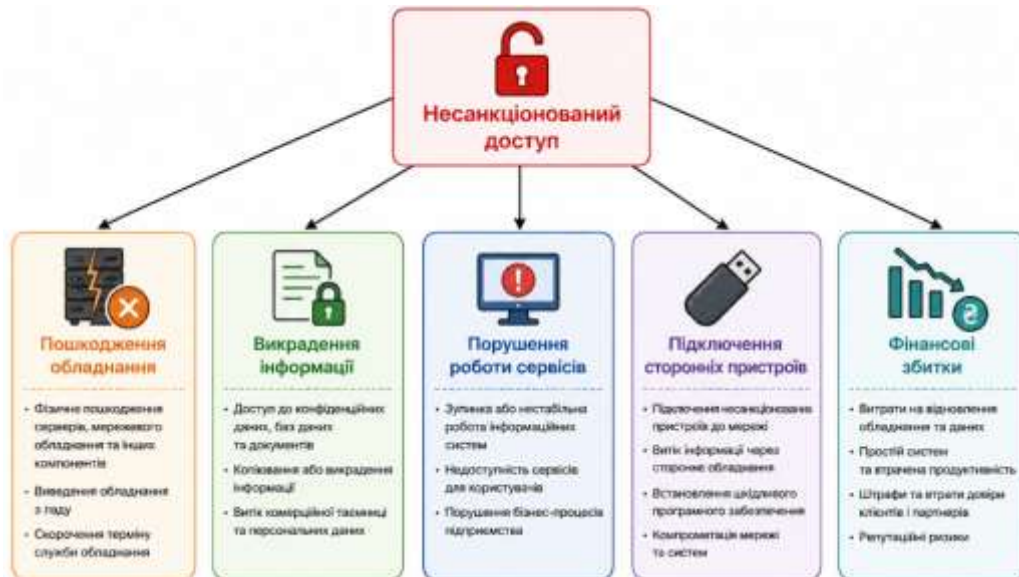 Несанкціонований
доступ
Пошкодження
обладнання
• Фізичне пошкодження
серверів, мережевого
обладнання та інших
компонентів
• Виведення обладнання
з ладу
• Скорочення терміну
служби обладнання
Викрадення
інформації
• Доступ до конфіденційних
даних, баз даних
та документів
• Копіювання або викрадення
інформації
• Витік комерційної таємниці
та персональних даних
Порушення
роботи сервісів
• Зупинка або нестабільна
робота інформаційних
систем
• Недоступність сервісів
для користувачів
• Порушення бізнес-процесів
підприємства
Підключення
сторонніх пристроїв
• Підключення несанкціонованих
пристроїв до мережі
• Витік інформації через
стороннє обладнання
• Встановлення шкідливого
програмного забезпечення
• Компрометація мережі
та систем
Фінансові
збитки
• Витрати на відновлення
обладнання та даних
• Простій систем
та втрачена продуктивність
• Штрафи та втрати довіри
клієнтів і партнерів
• Репутаційні ризики